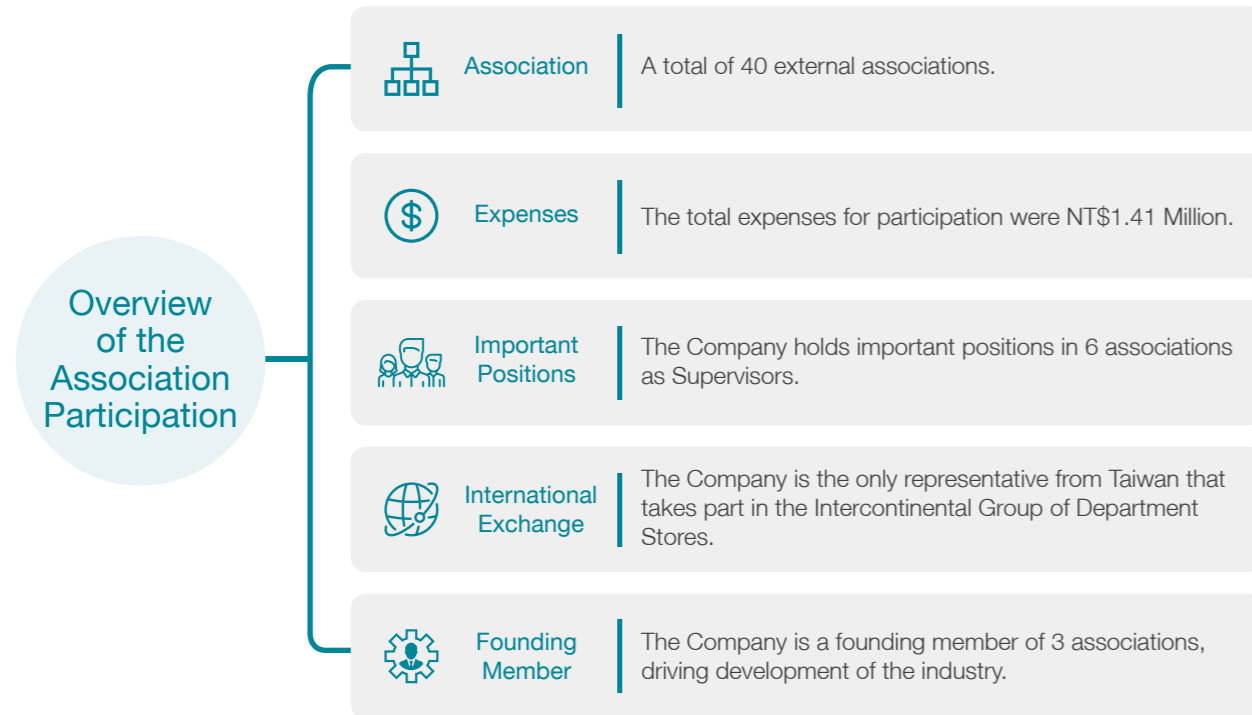 Overview
of the
Association
Participation
Association
A total of 40 external associations.
Expenses
The total expenses for participation were NT$1.41 Million.
Important
Positions
The Company holds important positions in 6 associations
as Supervisors.
International
Exchange
The Company is the only representative from Taiwan that
takes part in the Intercontinental Group of Department
Stores.
Founding
Member
The Company is a founding member of 3 associations,
driving development of the industry.